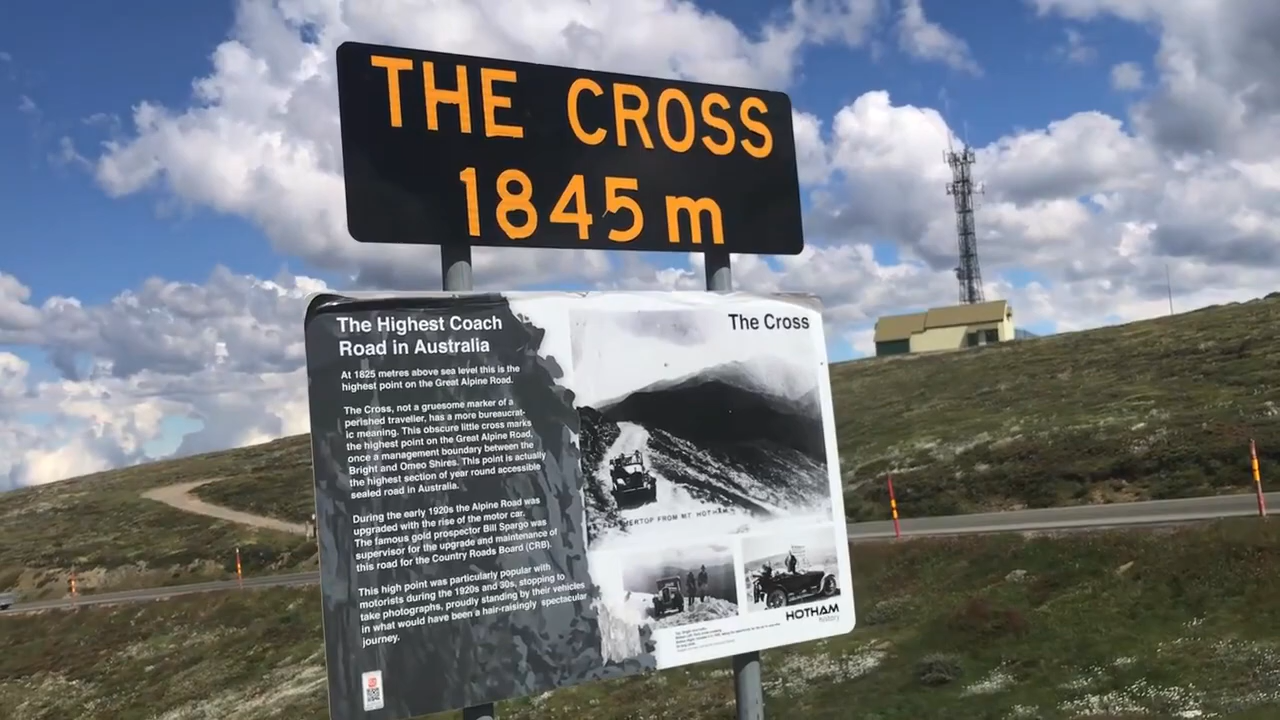 THE CROSS
1845 m
The Highest Coach
Road in Australia
At 1825 metres above sea level this is the
highest point on the Great Alpine Road.
The Cross, not a gruesome marker of a
perished traveller, has a more bureaucrat-
ic meaning. This obscure little cross marks
the highest point on the Great Alpine Road,
once a management boundary between the
Bright and Omeo Shires. This point is actually
the highest section of year round accessible
sealed road in Australia.
During the early 1920s the Alpine Road was
upgraded with the rise of the motor car.
The famous gold prospector Bill Spargo was
supervisor for the upgrade and maintenance of
this road for the Country Roads Board (CRB).
This high point was particularly popular with
motorists during the 1920s and 30s, stopping to
take photographs, proudly standing by their vehicles
in what would have been a hair-raisingly spectacular
journey.
The Cross
HERTOP FROM MT HOTHAM
HOTHAM
history